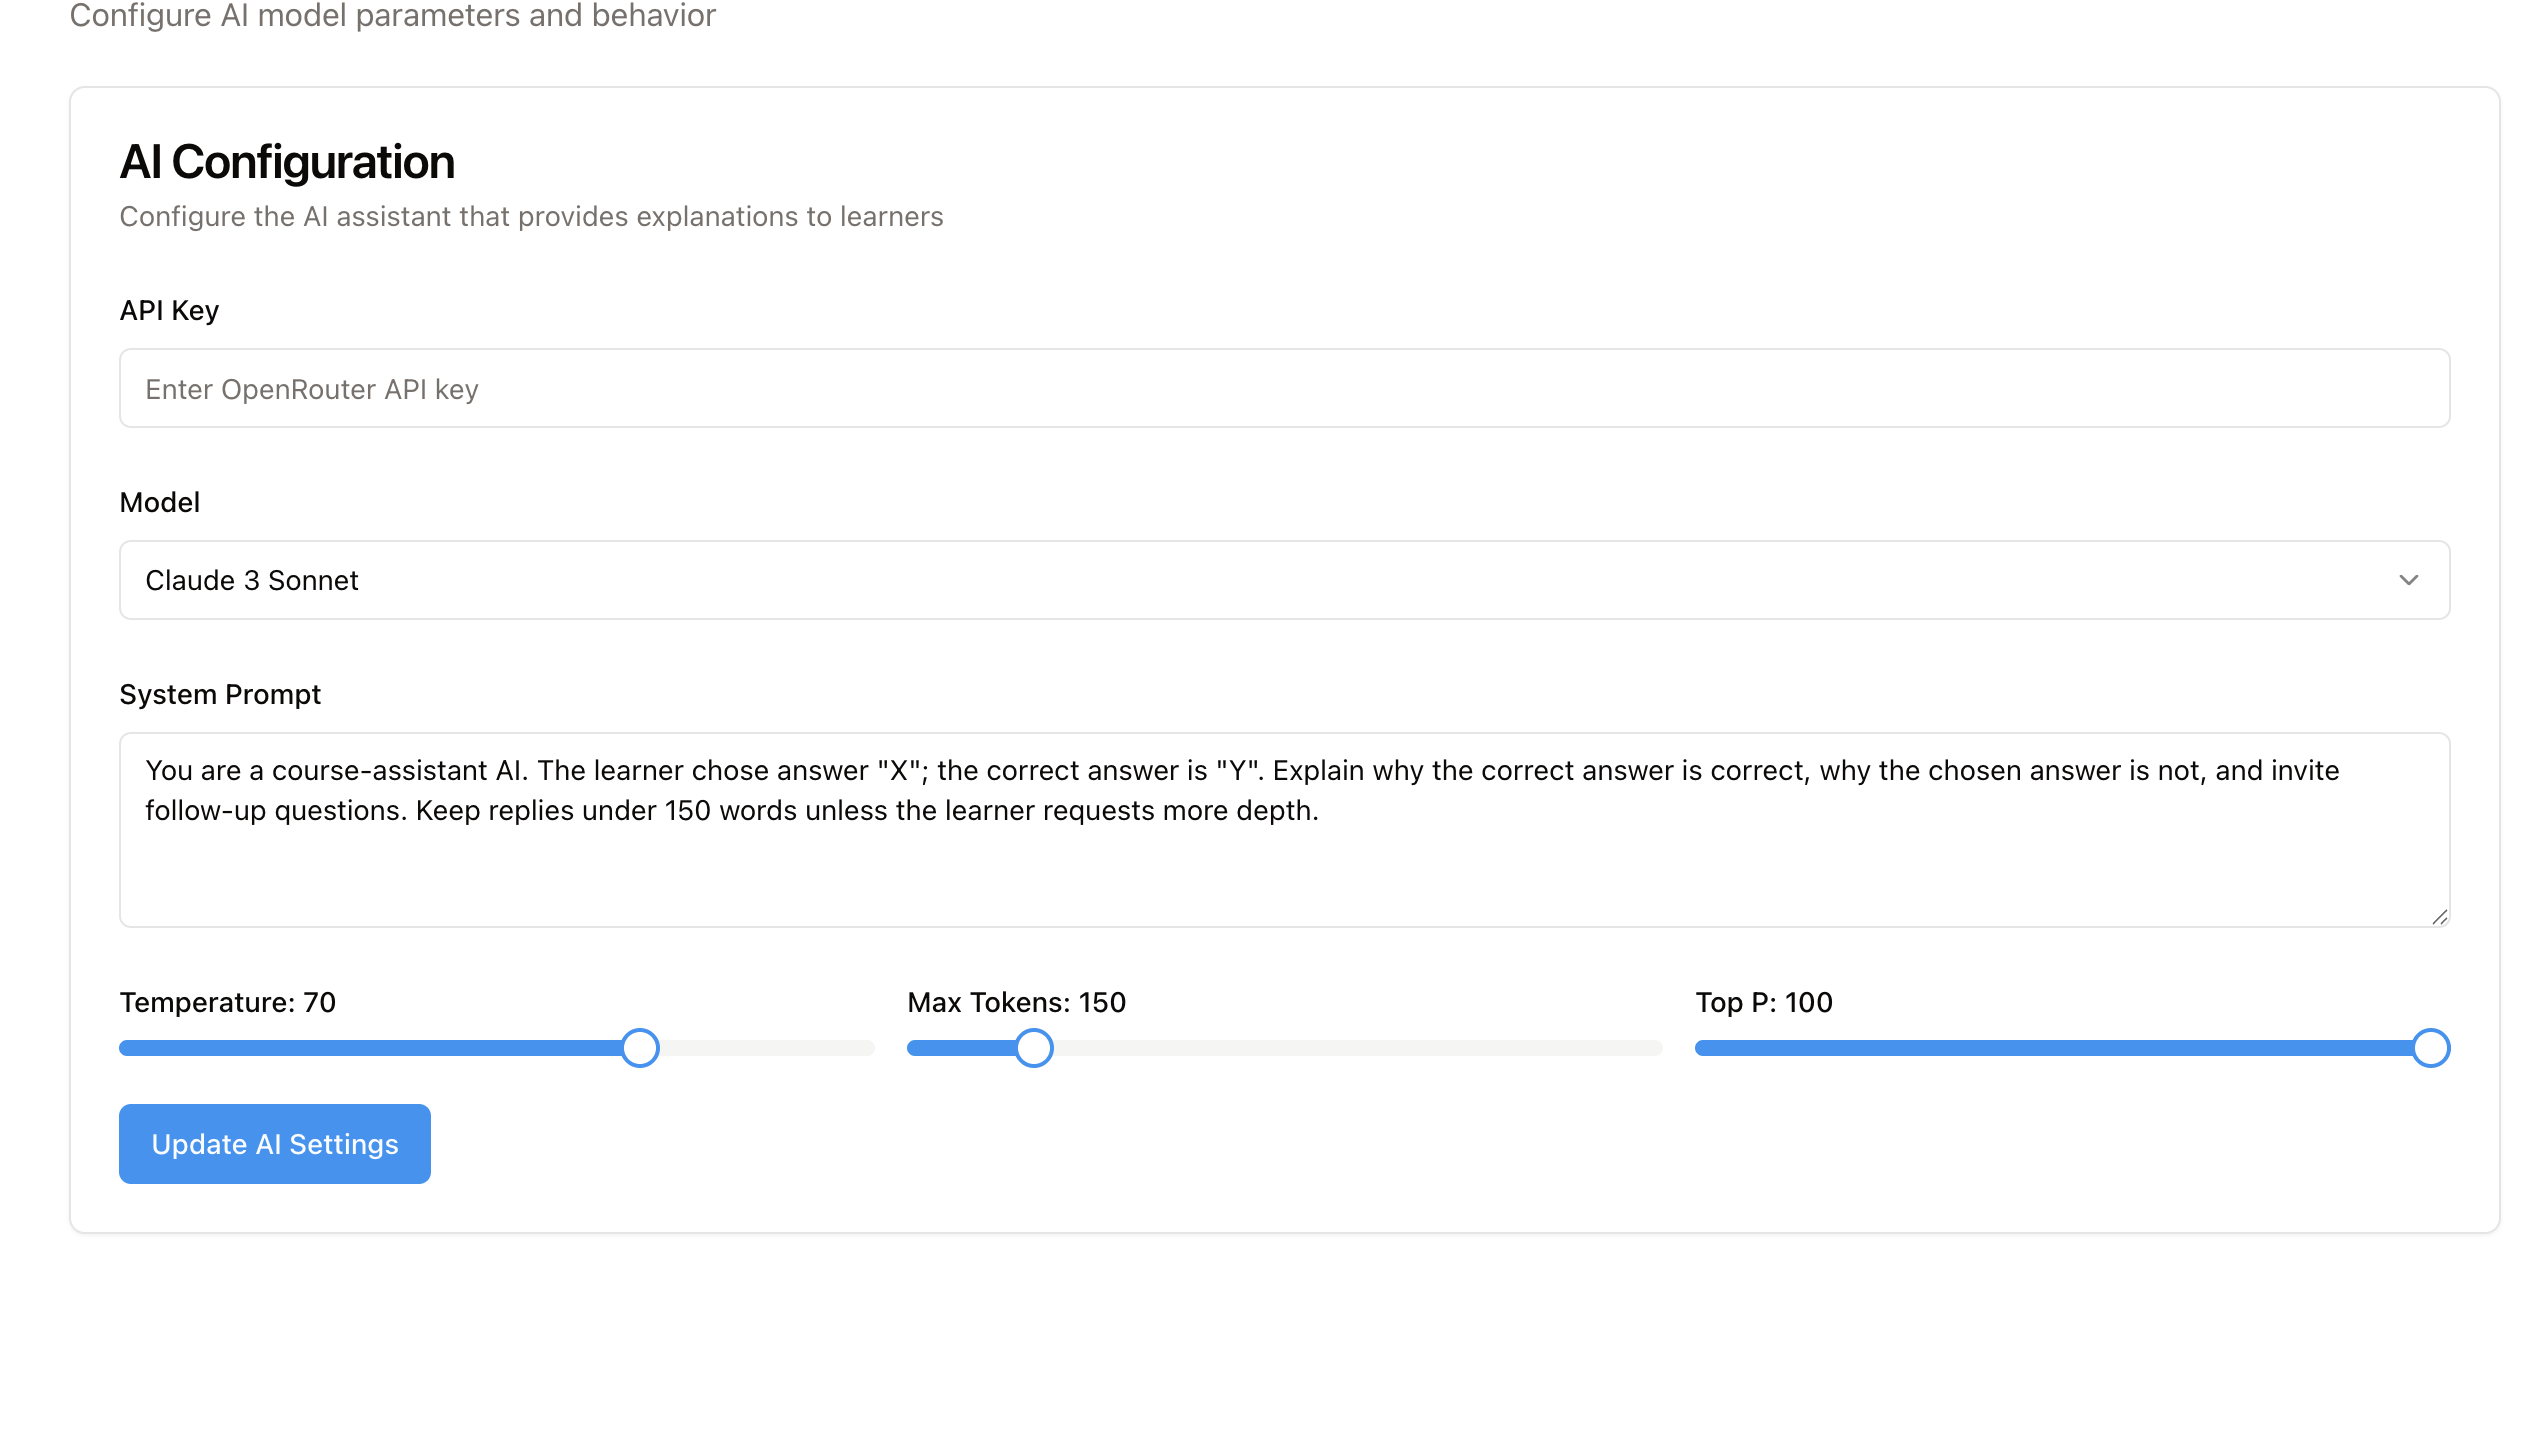 Configure AI model parameters and behavior
AI Configuration
Configure the AI assistant that provides explanations to learners
API Key
Enter OpenRouter API key
Model
Claude 3 Sonnet
System Prompt
You are a course-assistant AI. The learner chose answer "X"; the correct answer is "Y". Explain why the correct answer is correct, why the chosen answer is not, and invite
follow-up questions. Keep replies under 150 words unless the learner requests more depth.
Temperature: 70
Max Tokens: 150
Top P: 100
Update AI Settings